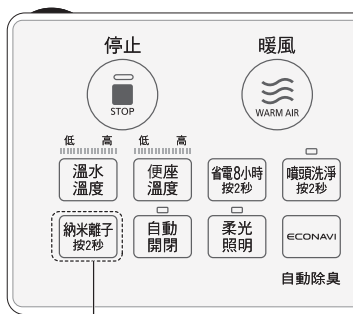 停止
暖風
STOP
WARM AIR
低 高
低 高
溫水
溫度
便座
溫度
省電8小時
按2秒
噴頭洗淨
按2秒
納米離子
按2秒
自動
開閉
柔光
照明
ECONAVI
自動除臭